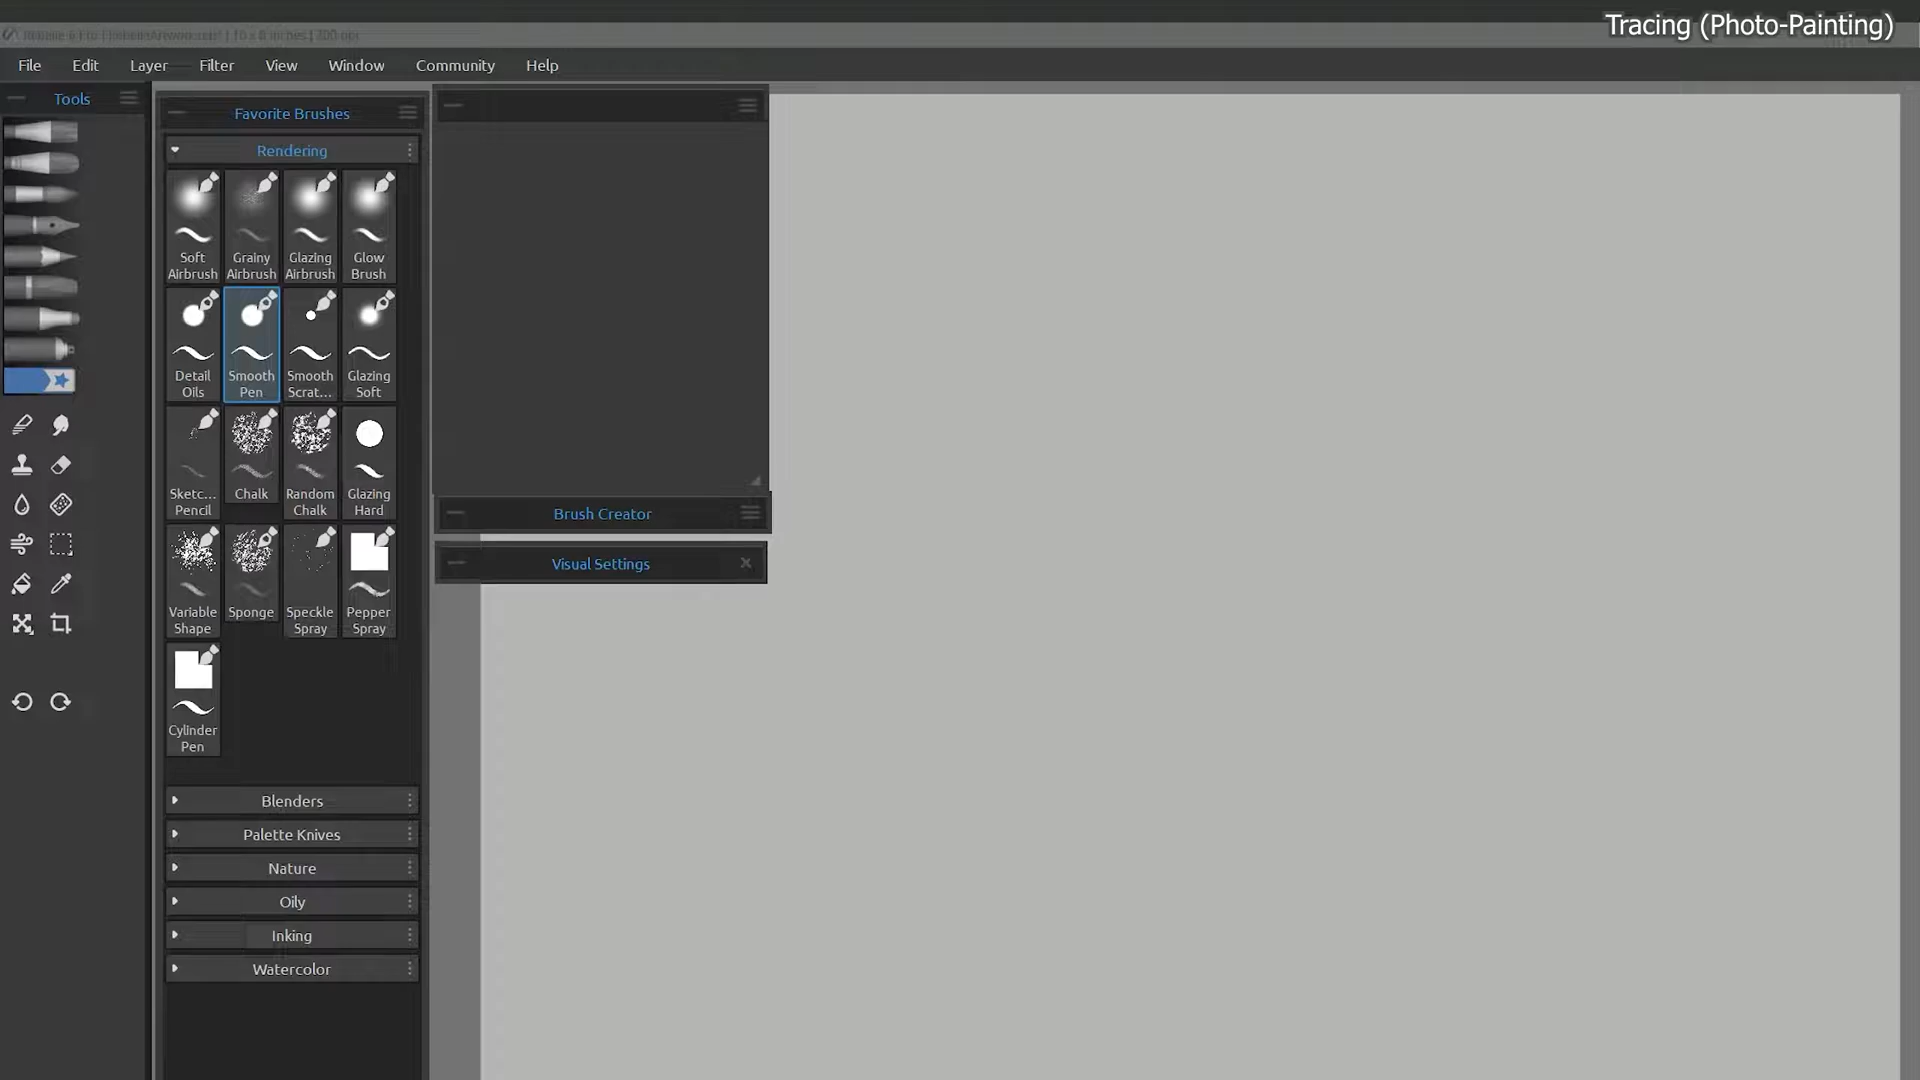 Tracing (Photo-Painting)
File Edit Layer Filter View Window Community Help
Tools
Favorite Brushes
Rendering
Soft Airbrush
Grainy Airbrush
Glazing Airbrush
Glow Brush
Detail Oils
Smooth Pen
Smooth Scrat...
Glazing Soft
Sketc... Pencil
Chalk
Random Chalk
Glazing Hard
Variable Shape
Sponge
Speckle Spray
Pepper Spray
Cylinder Pen
Blenders
Palette Knives
Nature
Oily
Inking
Watercolor
Brush Creator
Visual Settings